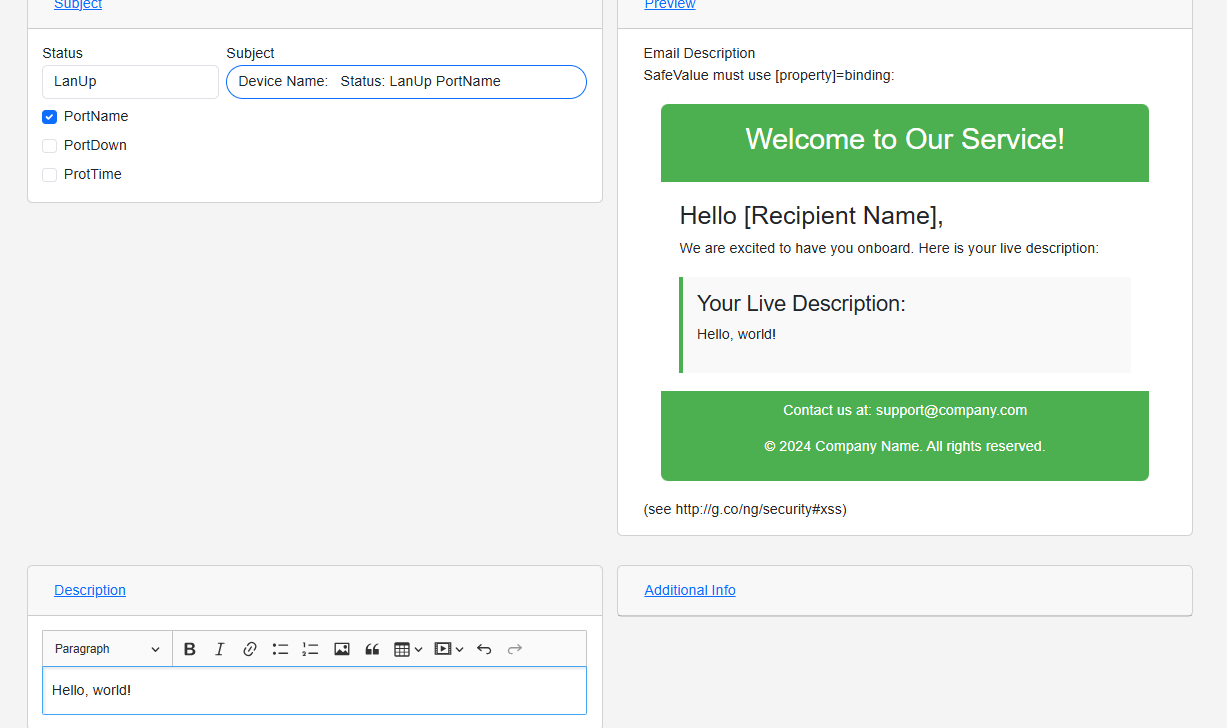 Subject
Status
Subject
LanUp
Device Name:   Status: LanUp PortName
PortName
PortDown
ProtTime
Preview
Email Description
SafeValue must use [property]=binding:
Welcome to Our Service!
Hello [Recipient Name],
We are excited to have you onboard. Here is your live description:
Your Live Description:
Hello, world!
Contact us at: support@company.com
© 2024 Company Name. All rights reserved.
(see http://g.co/ng/security#xss)
Description
Paragraph
Hello, world!
Additional Info